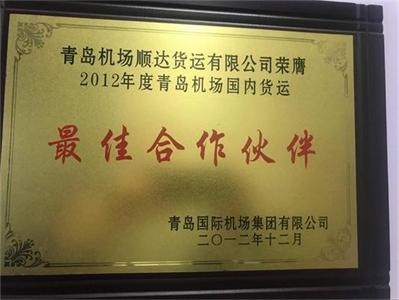 青岛机场顺达货运有限公司荣膺
2012年度青岛机场国内货运
最佳合作伙伴
青岛国际机场集团有限公司
二〇一二年十二月